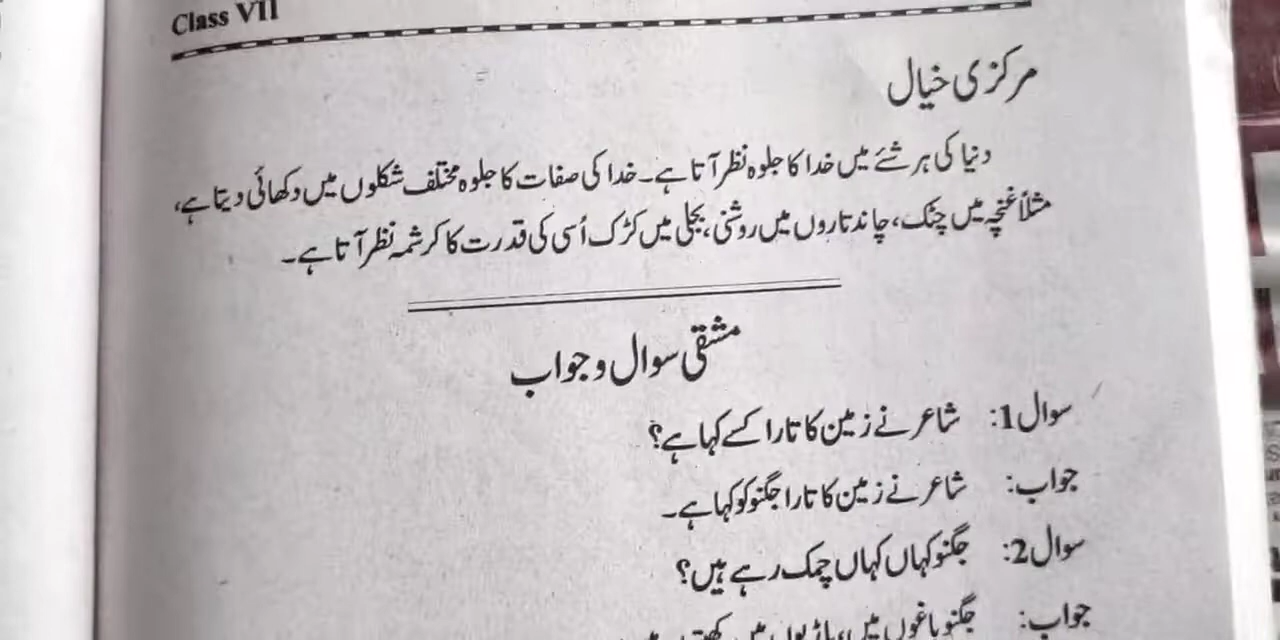 Class VII
مرکزی خیال
دنیا کی ہر شئے میں خدا کا جلوہ نظر آتا ہے۔ خدا کی صفات کا جلوہ مختلف شکلوں میں دکھائی دیتا ہے،
مثلاً غنچہ میں چٹک، چاند تاروں میں روشنی، بجلی میں کڑک اُسی کی قدرت کا کرشمہ نظر آتا ہے۔
مشقی سوال و جواب
سوال 1: شاعر نے زمین کا تارا کسے کہا ہے؟
جواب: شاعر نے زمین کا تارا جگنو کو کہا ہے۔
سوال 2: جگنو کہاں کہاں چمک رہے ہیں؟
جواب: جگنو باغوں میں،